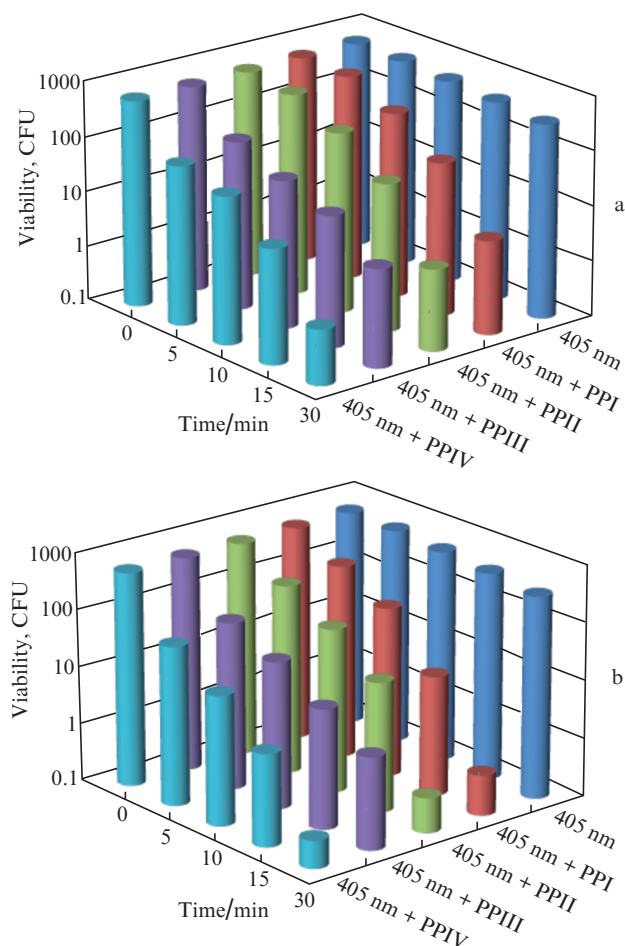 1000
100
10
1
0.1
Viability, CFU
a
0
5
10
15
30
Time/min
405 nm
405 nm + PPI
405 nm + PPII
405 nm + PPIII
405 nm + PPIV
1000
100
10
1
0.1
Viability, CFU
b
0
5
10
15
30
Time/min
405 nm
405 nm + PPI
405 nm + PPII
405 nm + PPIII
405 nm + PPIV